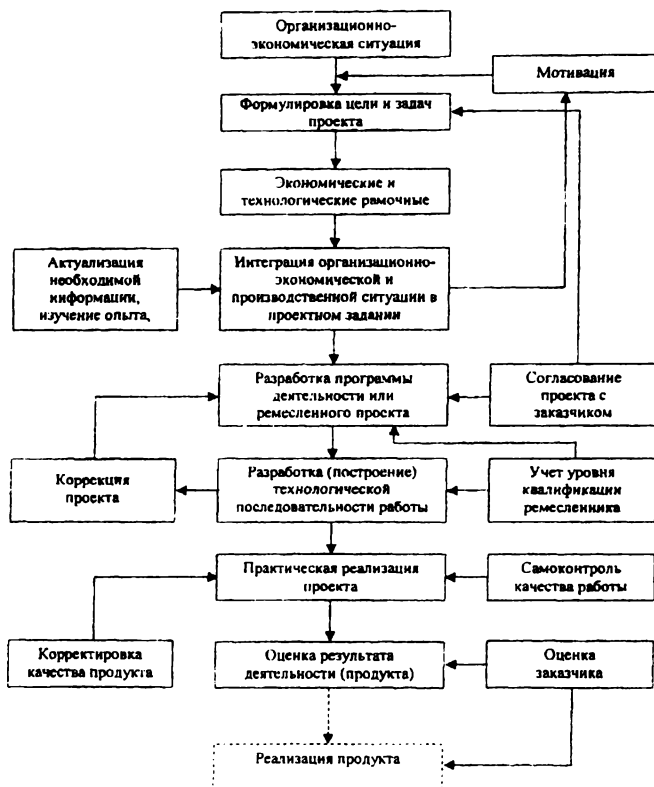 Организационно-
экономическая ситуация
Мотивация
Формулировка цели и задач
проекта
Экономические и
технологические рамочные
Актуализация
необходимой
информации,
изучение опыта,
Интеграция организационно-
экономической и
производственной ситуации в
проектном задании
Разработка программы
деятельности или
ремесленного проекта
Согласование
проекта с
заказчиком
Коррекция
проекта
Разработка (построение)
технологической
последовательности работы
Учет уровня
квалификации
ремесленника
Практическая реализация
проекта
Самоконтроль
качества работы
Корректировка
качества продукта
Оценка результата
деятельности (продукта)
Оценка
заказчика
Реализация продукта